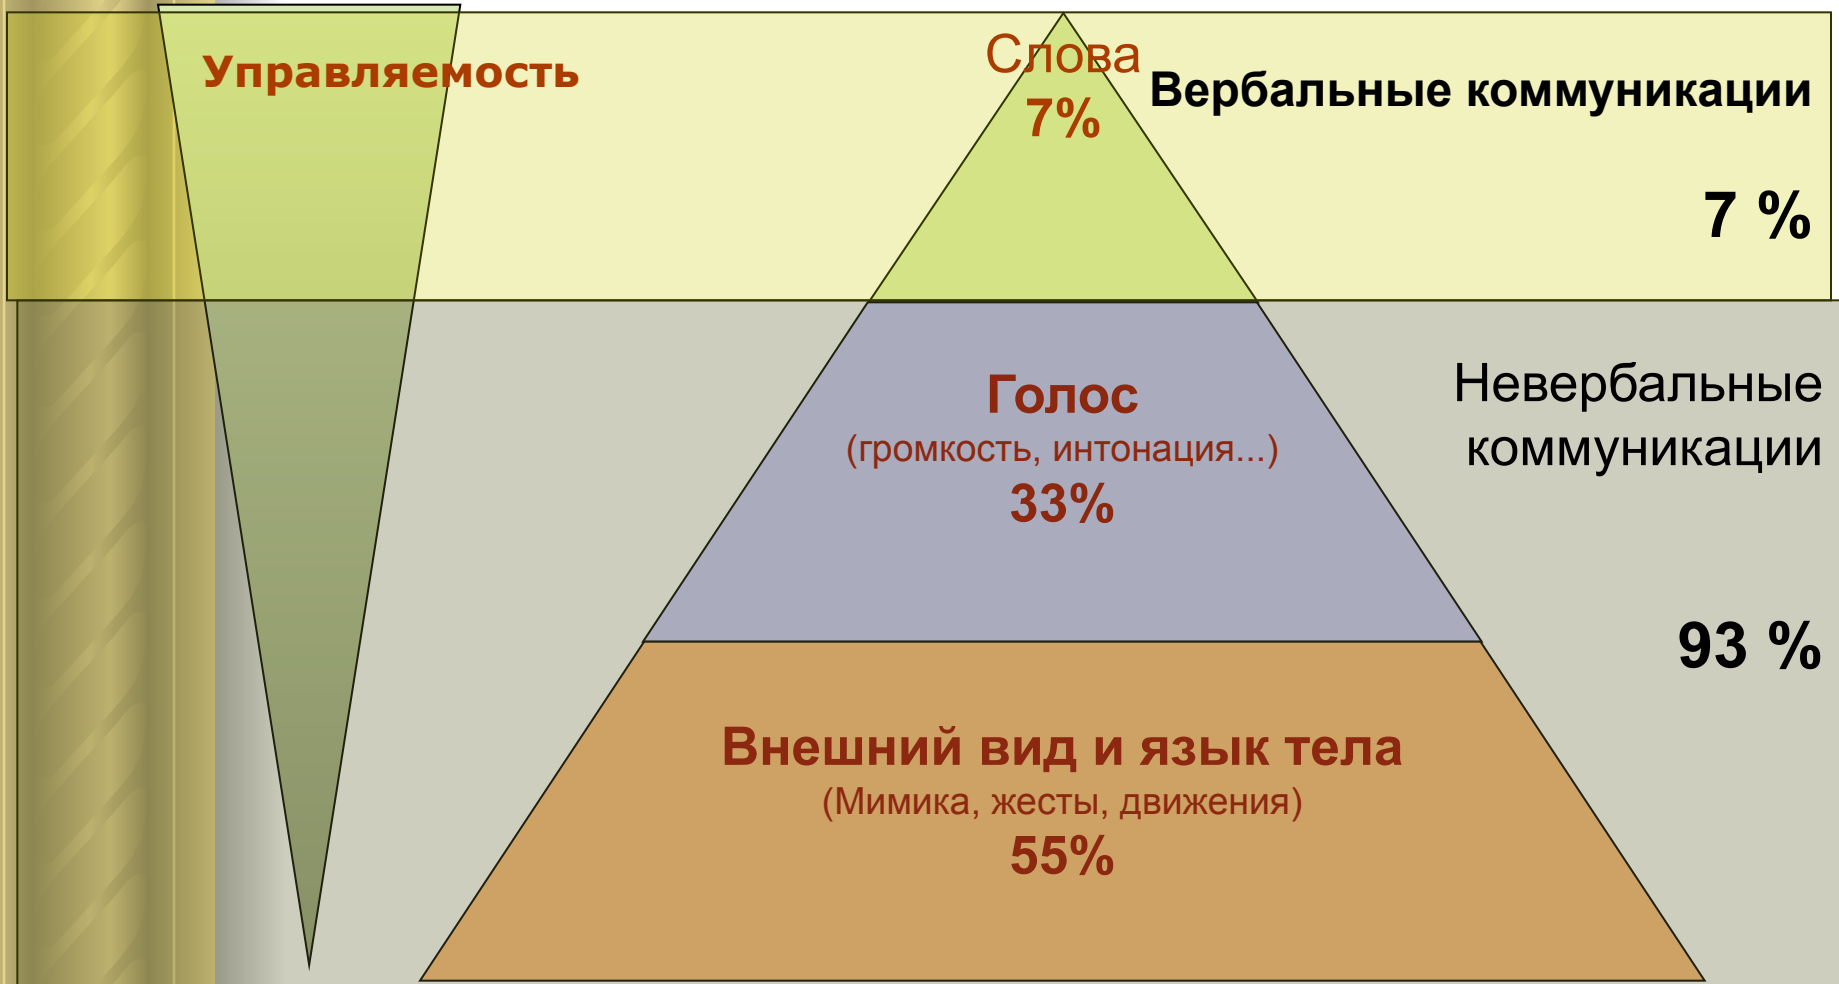 Управляемость
Слова
7%
Вербальные коммуникации
7 %
Голос
(громкость, интонация...)
33%
Невербальные
коммуникации
93 %
Внешний вид и язык тела
(Мимика, жесты, движения)
55%